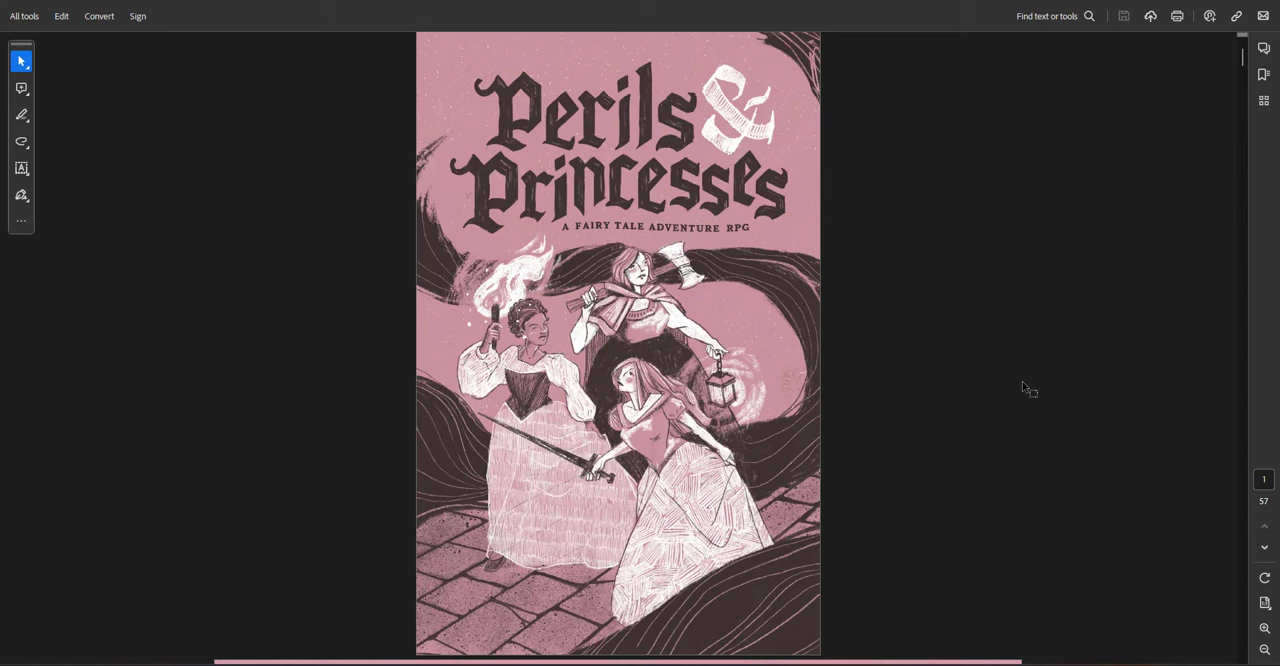 All tools Edit Convert Sign Find text or tools
Perils &
Princesses
A FAIRY TALE ADVENTURE RPG
1
57